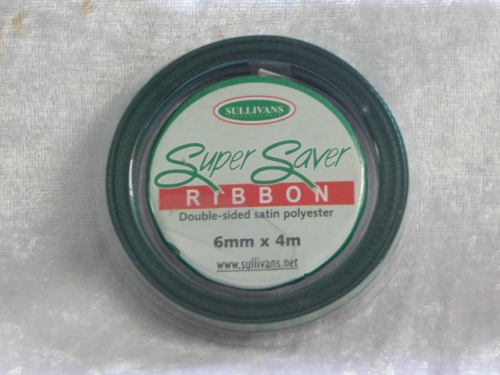 SULLIVANS
Super Saver
RIBBON
Double-sided satin polyester
6mm x 4m
www.sullivans.net